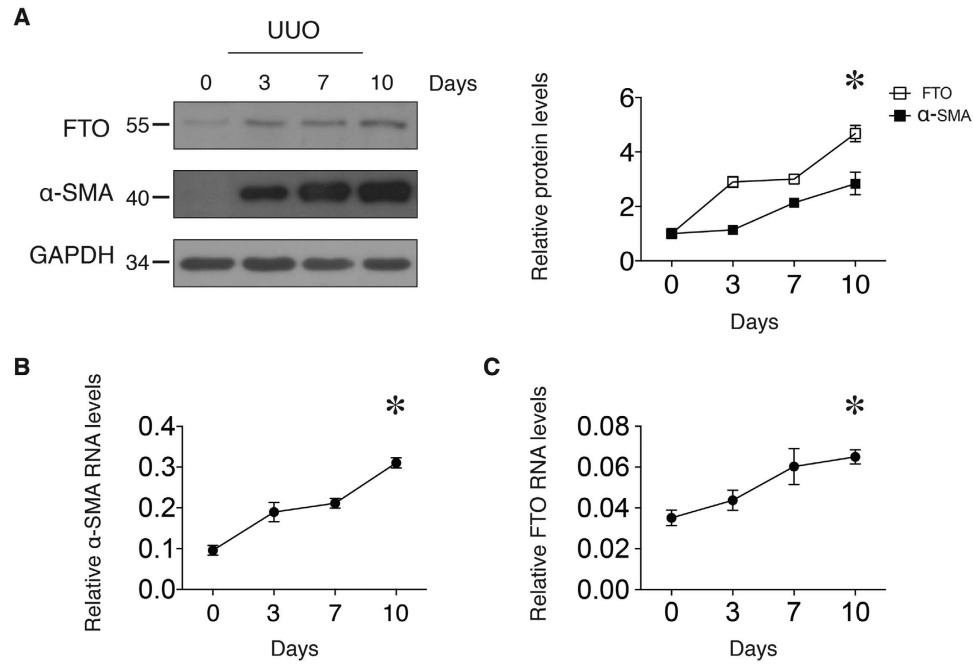 A
UUO
0 3 7 10 Days
FTO 55
α-SMA 40
GAPDH 34
*
FTO
α-SMA
Relative protein levels
6
4
2
0
0 3 7 10
Days
B
*
Relative α-SMA RNA levels
0.4
0.3
0.2
0.1
0.0
0 3 7 10
Days
C
*
Relative FTO RNA levels
0.08
0.06
0.04
0.02
0.00
0 3 7 10
Days